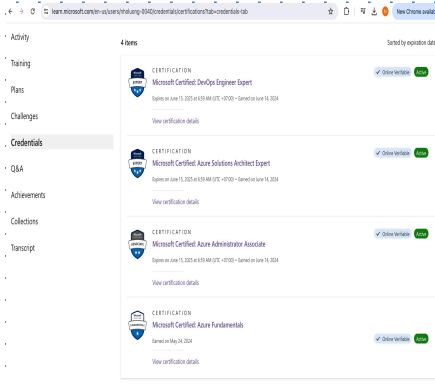 learn.microsoft.com/en-us/users/nhaluong-0040/credentials/certifications?tab=credentials-tab
New Chrome availab
Activity
Training
Plans
Challenges
Credentials
Q&A
Achievements
Collections
Transcript
4 items
Sorted by expiration date
CERTIFICATION
Microsoft Certified: DevOps Engineer Expert
Expires on June 15, 2025 at 6:59 AM (UTC +07:00) • Earned on June 14, 2024
View certification details
Online Verifiable Active
CERTIFICATION
Microsoft Certified: Azure Solutions Architect Expert
Expires on June 15, 2025 at 6:59 AM (UTC +07:00) • Earned on June 14, 2024
View certification details
Online Verifiable Active
CERTIFICATION
Microsoft Certified: Azure Administrator Associate
Expires on June 15, 2025 at 6:59 AM (UTC +07:00) • Earned on June 14, 2024
View certification details
Online Verifiable Active
CERTIFICATION
Microsoft Certified: Azure Fundamentals
Earned on May 24, 2024
View certification details
Online Verifiable Active